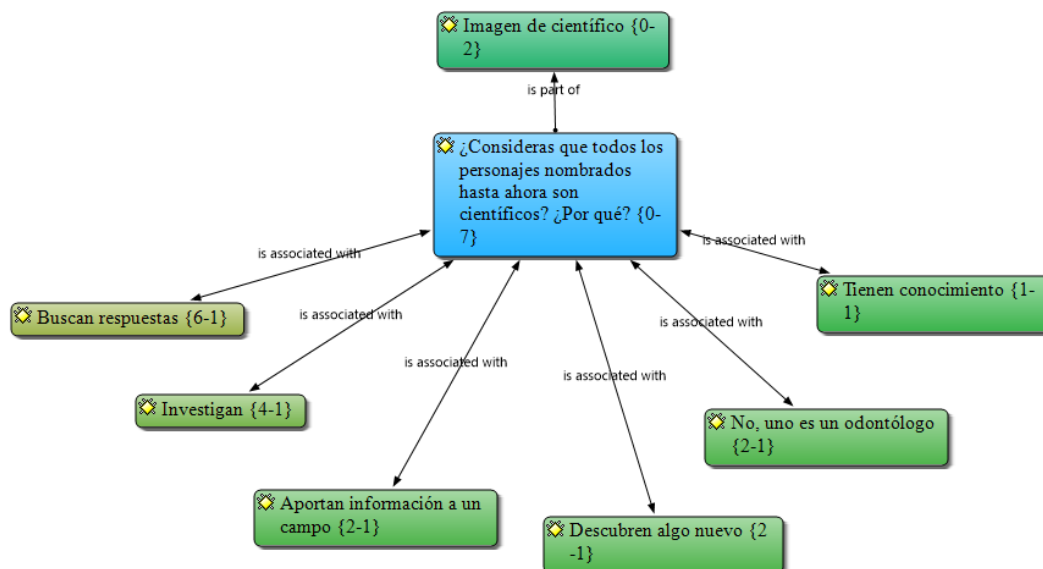 Imagen de científico {0-
2}
is part of
¿Consideras que todos los
personajes nombrados
hasta ahora son
científicos? ¿Por qué? {0-
7}
is associated with
is associated with
Tienen conocimiento {1-
1}
Buscan respuestas {6-1}
is associated with
is associated with
is associated with
is associated with
Investigan {4-1}
No, uno es un odontólogo
{2-1}
Aportan información a un
campo {2-1}
Descubren algo nuevo {2
-1}